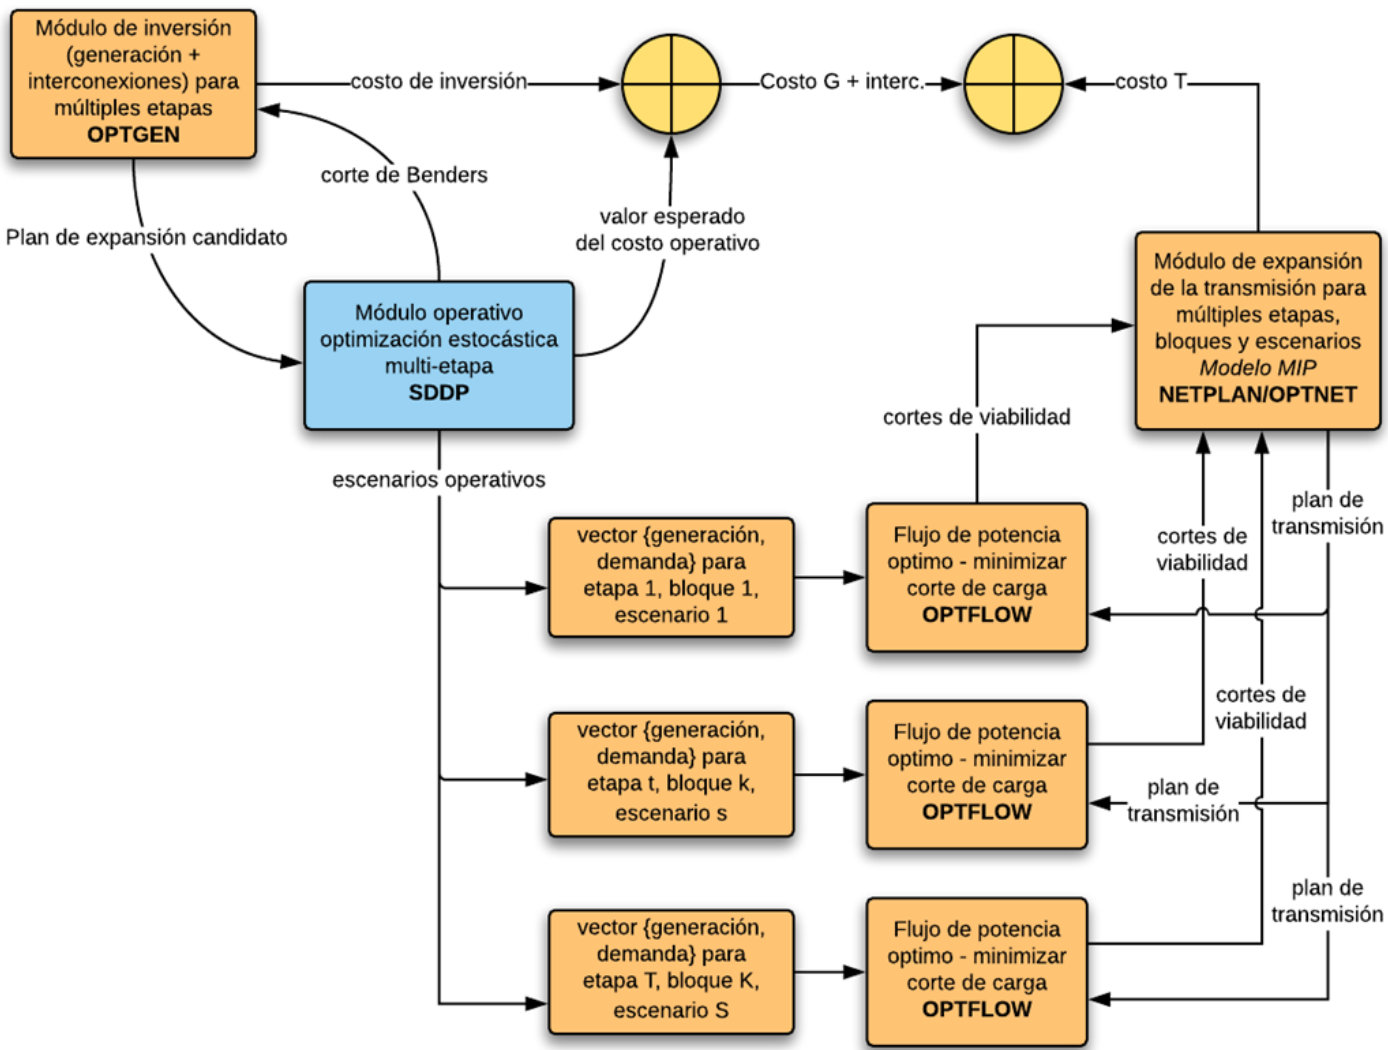 Módulo de inversión
(generación +
interconexiones) para
múltiples etapas
OPTGEN
costo de inversión
Costo G + interc.
costo T
corte de Benders
Plan de expansión candidato
valor esperado
del costo operativo
Módulo operativo
optimización estocástica
multi-etapa
SDDP
Módulo de expansión
de la transmisión para
múltiples etapas,
bloques y escenarios
Modelo MIP
NETPLAN/OPTNET
cortes de viabilidad
escenarios operativos
vector {generación,
demanda} para
etapa 1, bloque 1,
escenario 1
Flujo de potencia
optimo - minimizar
corte de carga
OPTFLOW
cortes de
viabilidad
plan de
transmisión
vector {generación,
demanda} para
etapa t, bloque k,
escenario s
Flujo de potencia
optimo - minimizar
corte de carga
OPTFLOW
cortes de
viabilidad
plan de
transmisión
vector {generación,
demanda} para
etapa T, bloque K,
escenario S
Flujo de potencia
optimo - minimizar
corte de carga
OPTFLOW
plan de
transmisión